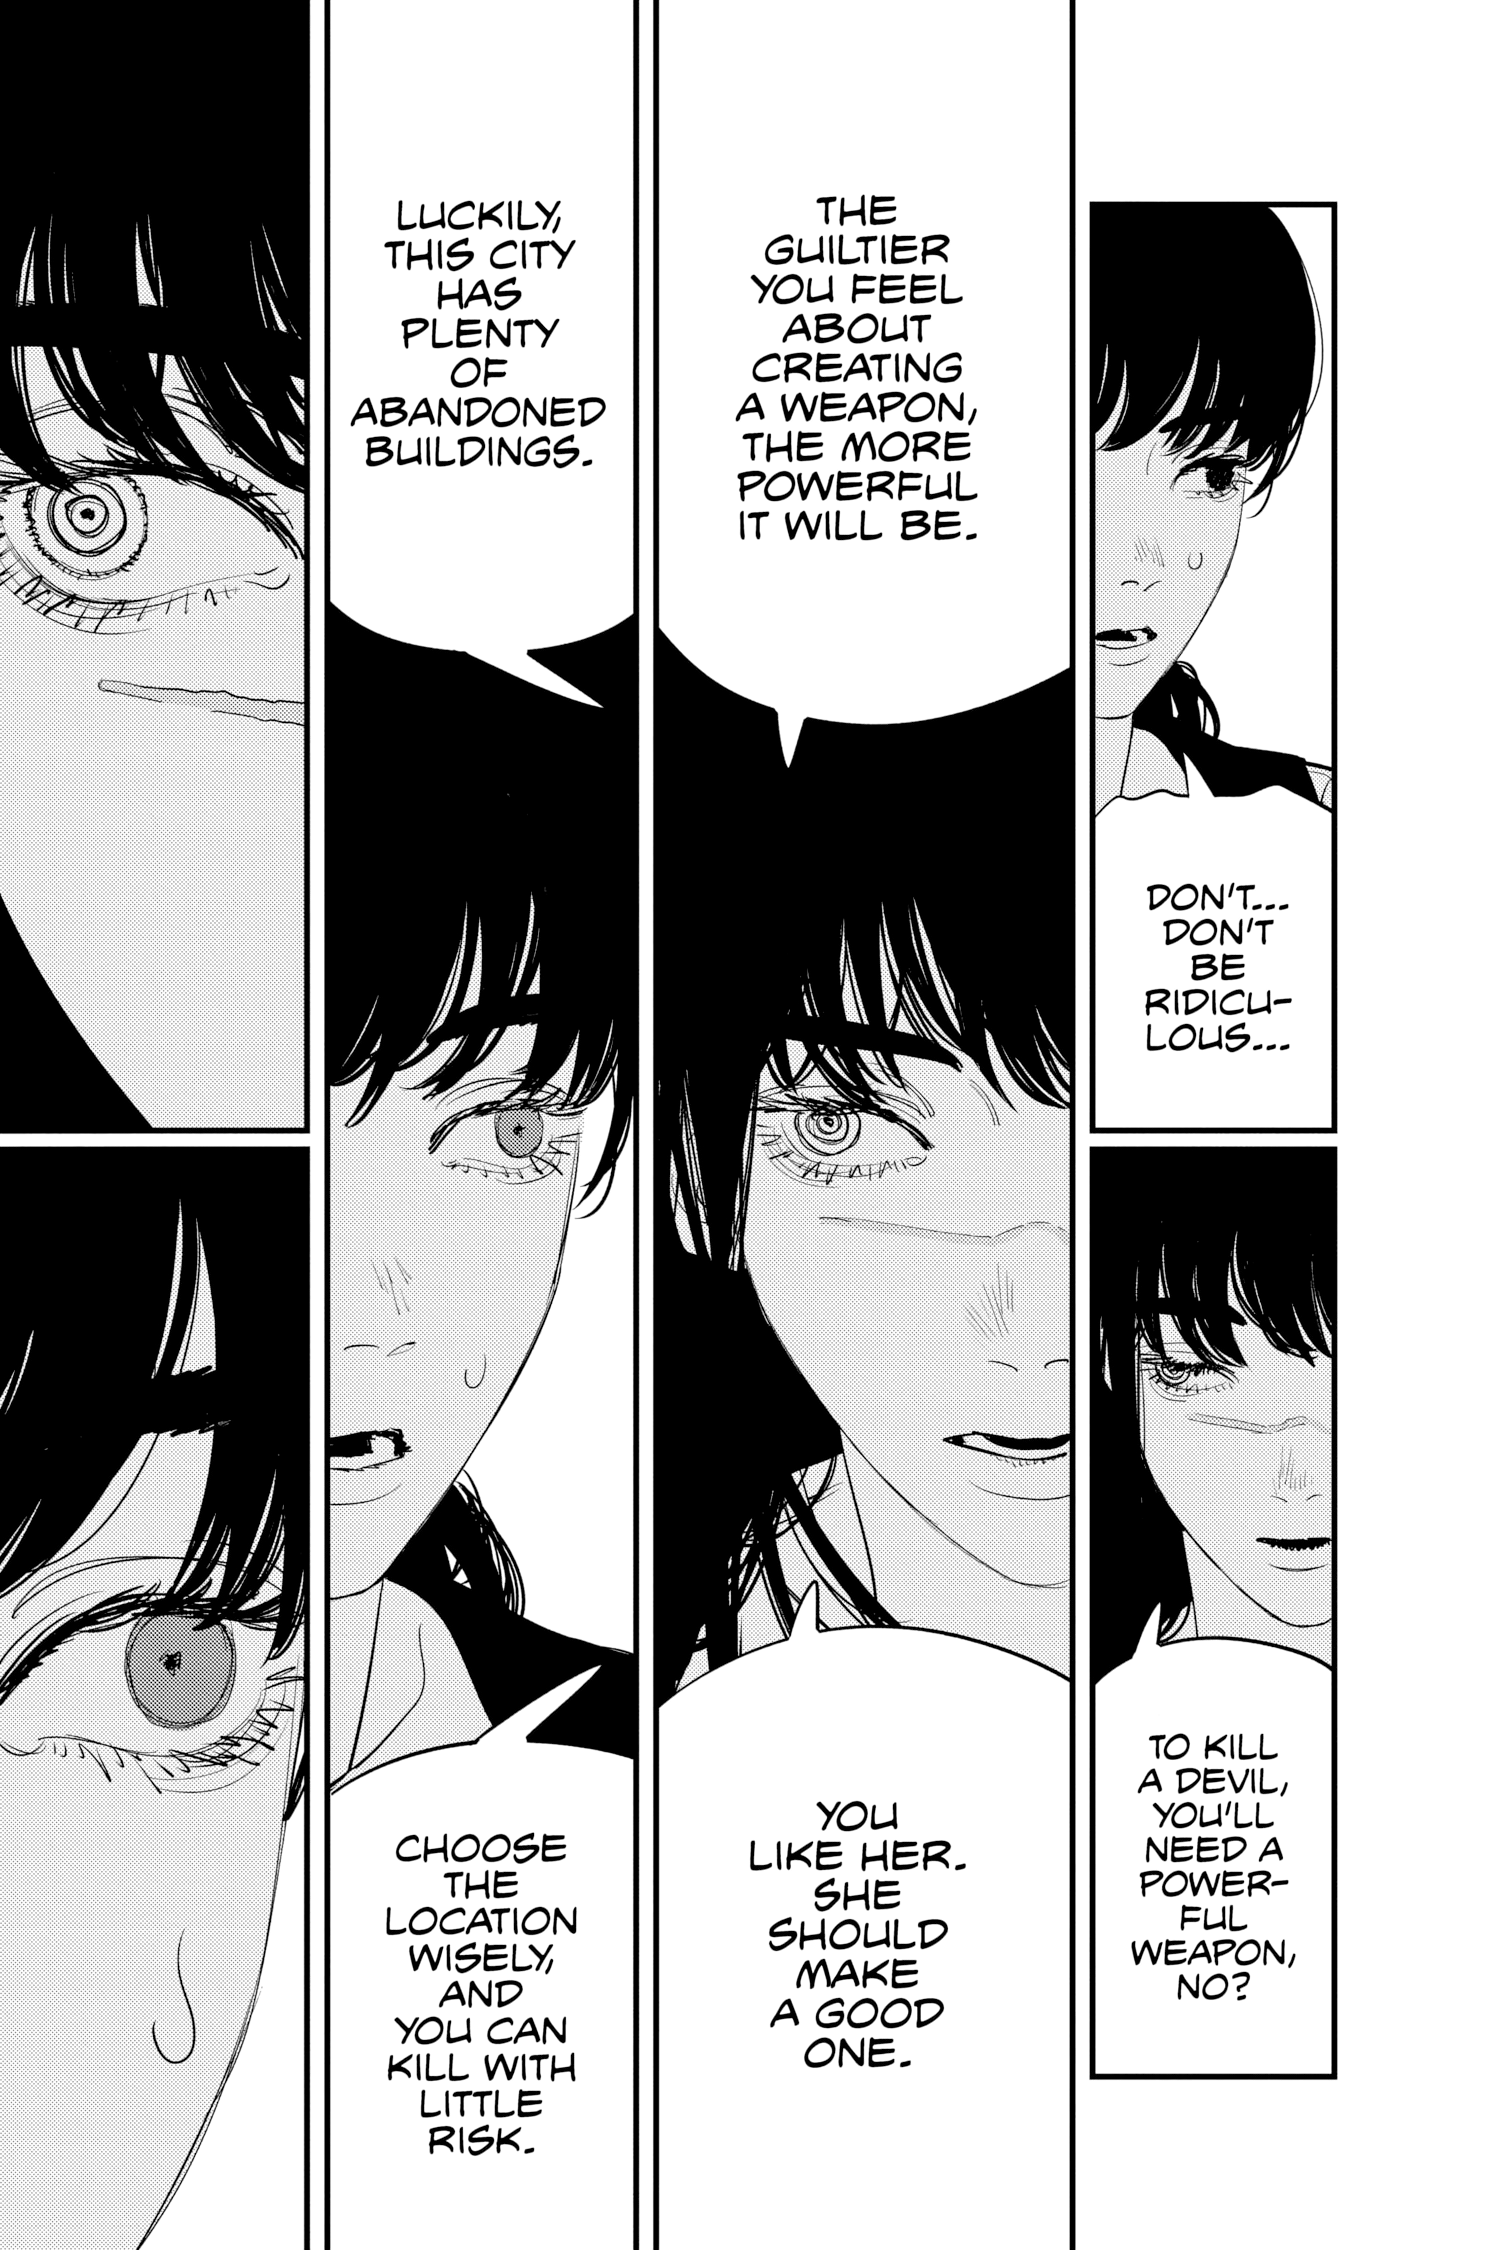 DON'T...
DON'T
BE
RIDICU-
LOUS...
TO KILL
A DEVIL,
YOU'LL
NEED A
POWER-
FUL
WEAPON,
NO?
THE
GUILTIER
YOU FEEL
ABOUT
CREATING
A WEAPON,
THE MORE
POWERFUL
IT WILL BE.
YOU
LIKE HER.
SHE
SHOULD
MAKE
A GOOD
ONE.
LUCKILY,
THIS CITY
HAS
PLENTY
OF
ABANDONED
BUILDINGS.
CHOOSE
THE
LOCATION
WISELY,
AND
YOU CAN
KILL WITH
LITTLE
RISK.